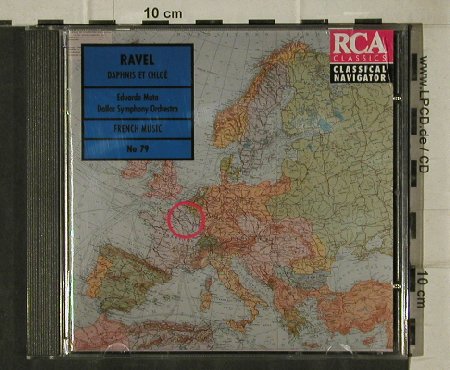 10 cm
RAVEL
DAPHNIS ET CHLOÉ
Eduardo Mata
Dallas Symphony Orchestra
FRENCH MUSIC
No 79
RCA
CLASSICS
CLASSICAL
NAVIGATOR
www.LPCD.de / CD
10 cm